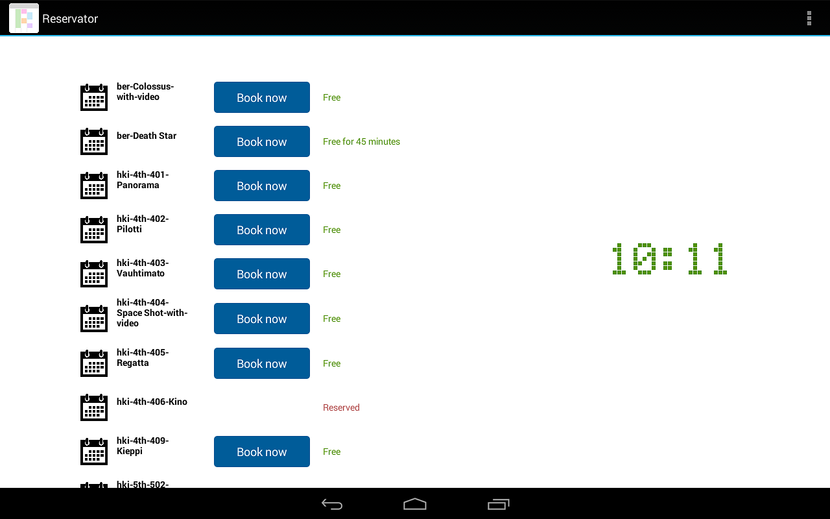 Reservator
ber-Colossus-
with-video
Book now
Free
ber-Death Star
Book now
Free for 45 minutes
hki-4th-401-
Panorama
Book now
Free
hki-4th-402-
Pilotti
Book now
Free
hki-4th-403-
Vauhtimato
Book now
Free
10:11
hki-4th-404-
Space Shot-with-
video
Book now
Free
hki-4th-405-
Regatta
Book now
Free
hki-4th-406-Kino
Reserved
hki-4th-409-
Kieppi
Book now
Free
hki-5th-502-